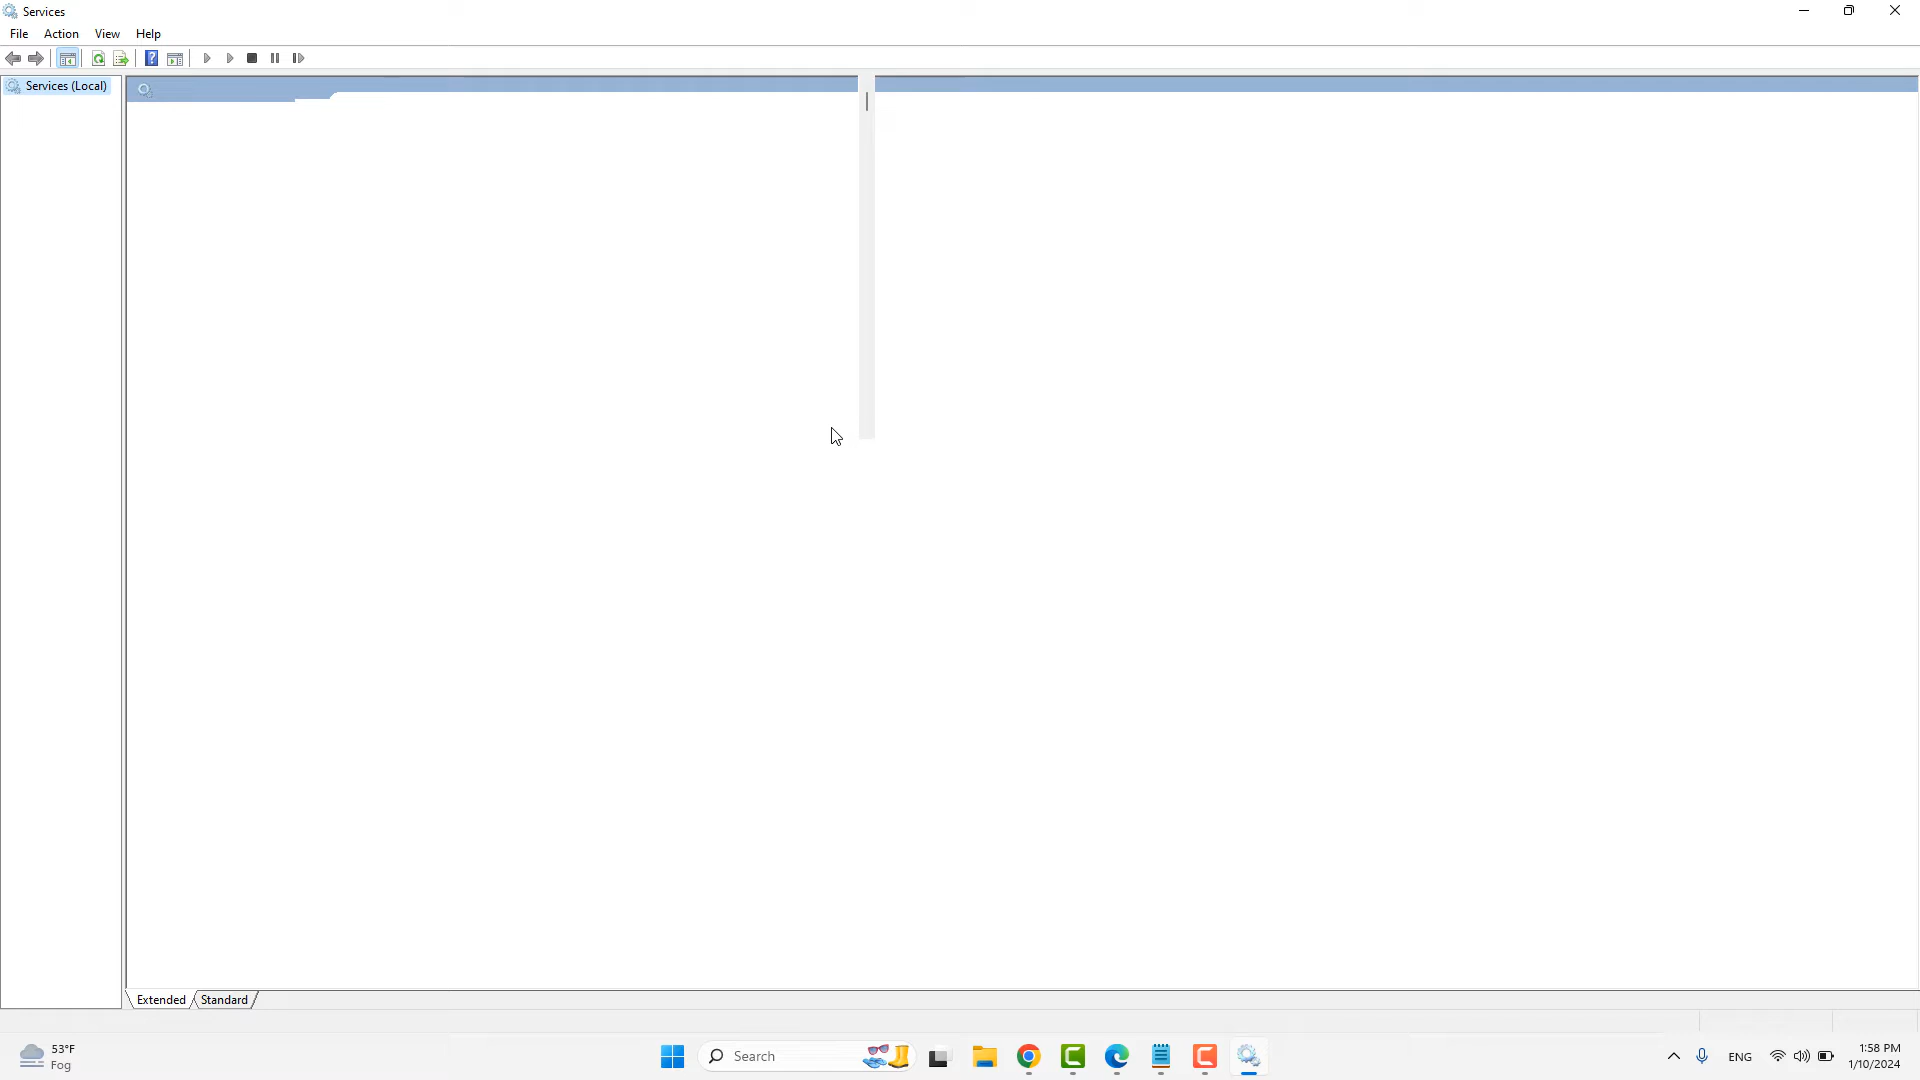 Services
File Action View Help
Services (Local)
Extended Standard
53°F
Fog
Search
ENG
1:58 PM
1/10/2024